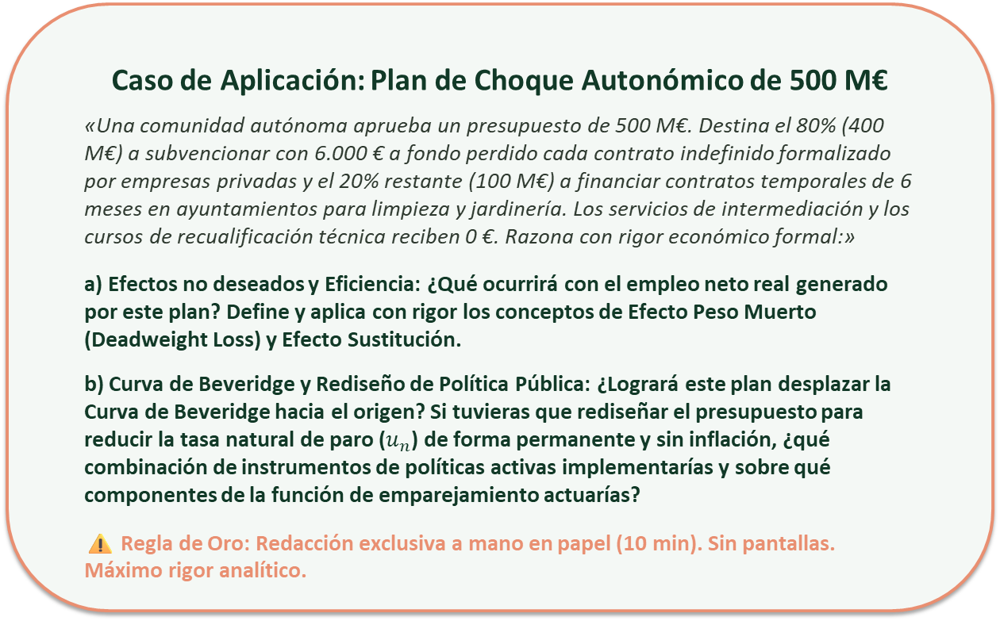 Caso de Aplicación: Plan de Choque Autonómico de 500 M€
«Una comunidad autónoma aprueba un presupuesto de 500 M€. Destina el 80% (400
M€) a subvencionar con 6.000 € a fondo perdido cada contrato indefinido formalizado
por empresas privadas y el 20% restante (100 M€) a financiar contratos temporales de 6
meses en ayuntamientos para limpieza y jardinería. Los servicios de intermediación y los
cursos de recualificación técnica reciben 0 €. Razona con rigor económico formal:»
a) Efectos no deseados y Eficiencia: ¿Qué ocurrirá con el empleo neto real generado
por este plan? Define y aplica con rigor los conceptos de Efecto Peso Muerto
(Deadweight Loss) y Efecto Sustitución.
b) Curva de Beveridge y Rediseño de Política Pública: ¿Logrará este plan desplazar la
Curva de Beveridge hacia el origen? Si tuvieras que rediseñar el presupuesto para
reducir la tasa natural de paro (uₙ) de forma permanente y sin inflación, ¿qué
combinación de instrumentos de políticas activas implementarías y sobre qué
componentes de la función de emparejamiento actuarías?
⚠️ Regla de Oro: Redacción exclusiva a mano en papel (10 min). Sin pantallas.
Máximo rigor analítico.